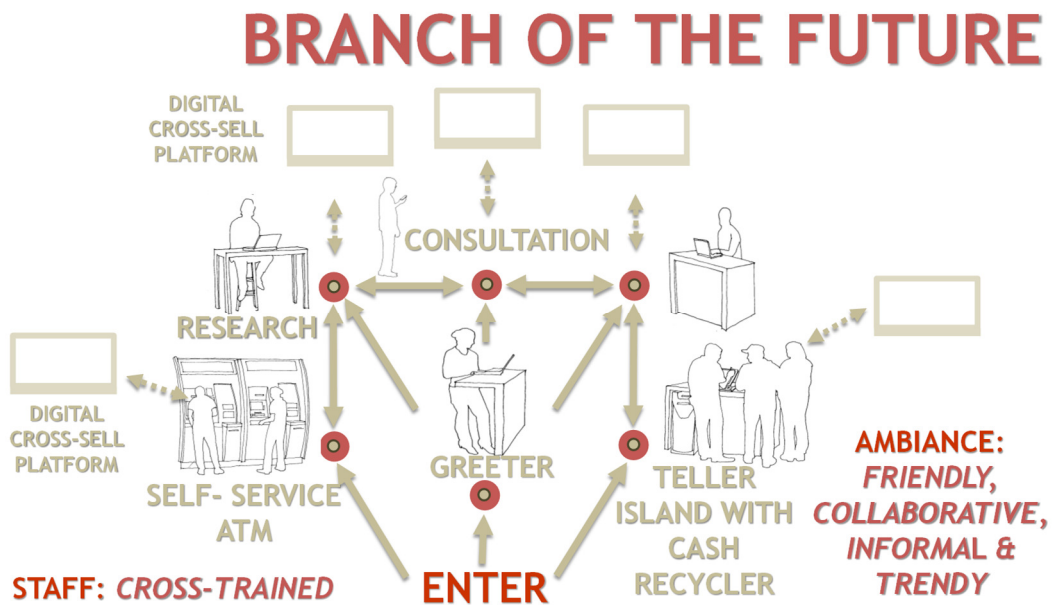 BRANCH OF THE FUTURE
DIGITAL
CROSS-SELL
PLATFORM
CONSULTATION
RESEARCH
DIGITAL
CROSS-SELL
PLATFORM
SELF- SERVICE
ATM
GREETER
TELLER
ISLAND WITH
CASH
RECYCLER
AMBIANCE:
FRIENDLY,
COLLABORATIVE,
INFORMAL &
TRENDY
STAFF: CROSS-TRAINED
ENTER